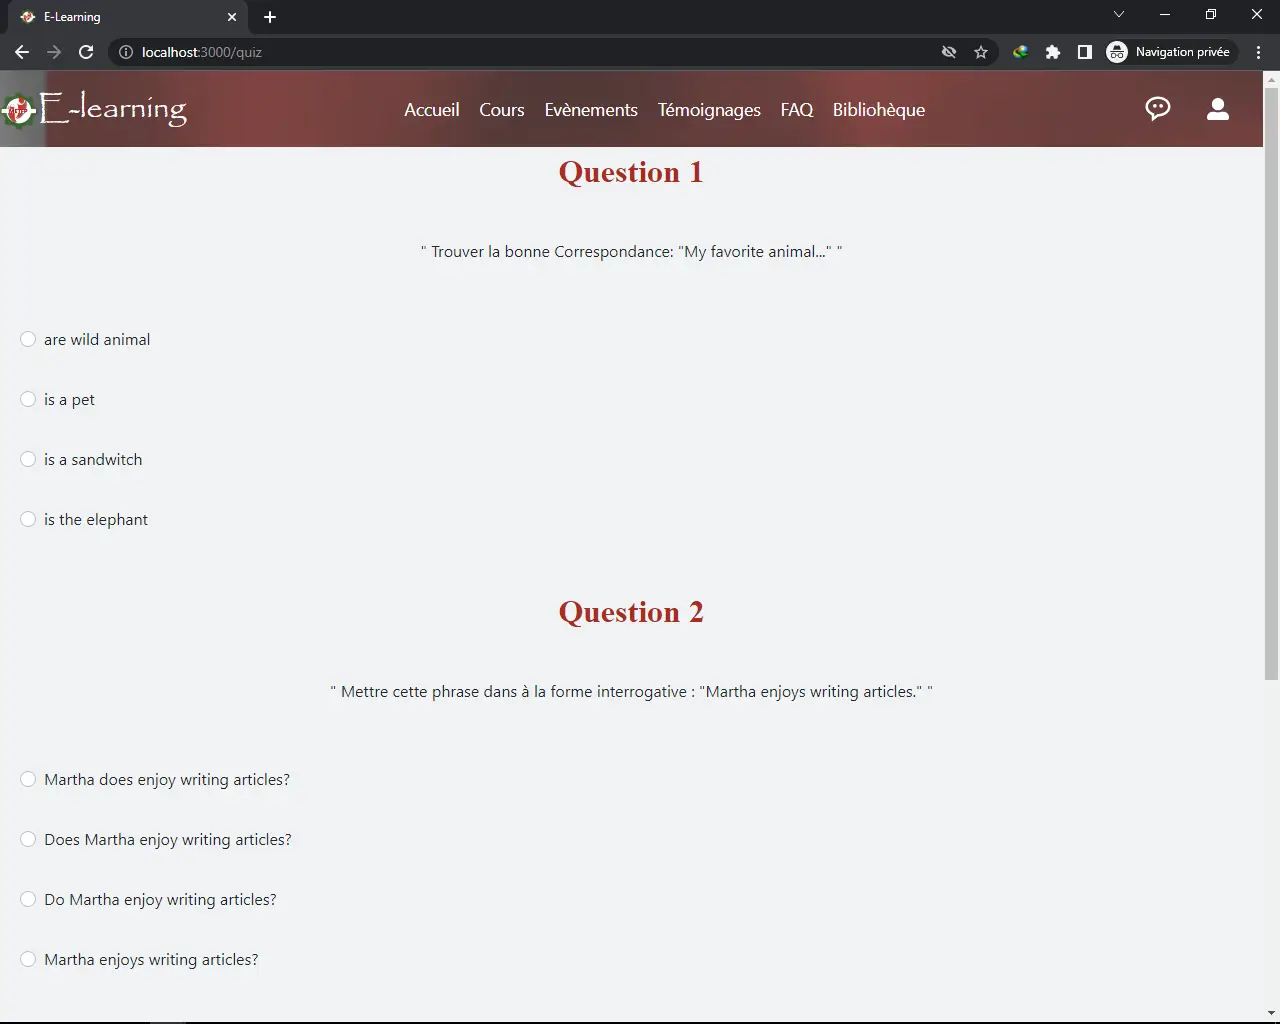 E-Learning
localhost:3000/quiz
Navigation privée
E-learning
Accueil Cours Evènements Témoignages FAQ Bibliohèque
Question 1
" Trouver la bonne Correspondance: "My favorite animal..." "
are wild animal
is a pet
is a sandwitch
is the elephant
Question 2
" Mettre cette phrase dans à la forme interrogative : "Martha enjoys writing articles." "
Martha does enjoy writing articles?
Does Martha enjoy writing articles?
Do Martha enjoy writing articles?
Martha enjoys writing articles?